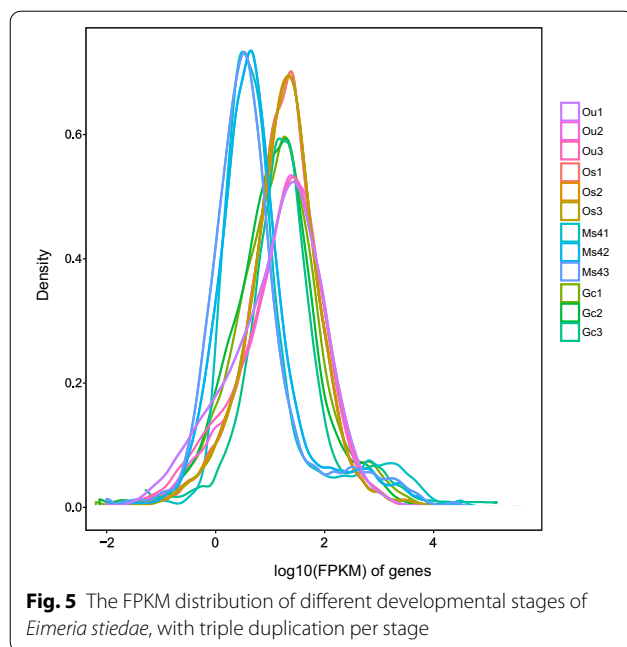 0.6
0.4
0.2
0.0
Density
−2
0
2
4
log10(FPKM) of genes
Ou1
Ou2
Ou3
Os1
Os2
Os3
Ms41
Ms42
Ms43
Gc1
Gc2
Gc3
Fig. 5 The FPKM distribution of different developmental stages of
Eimeria stiedae, with triple duplication per stage